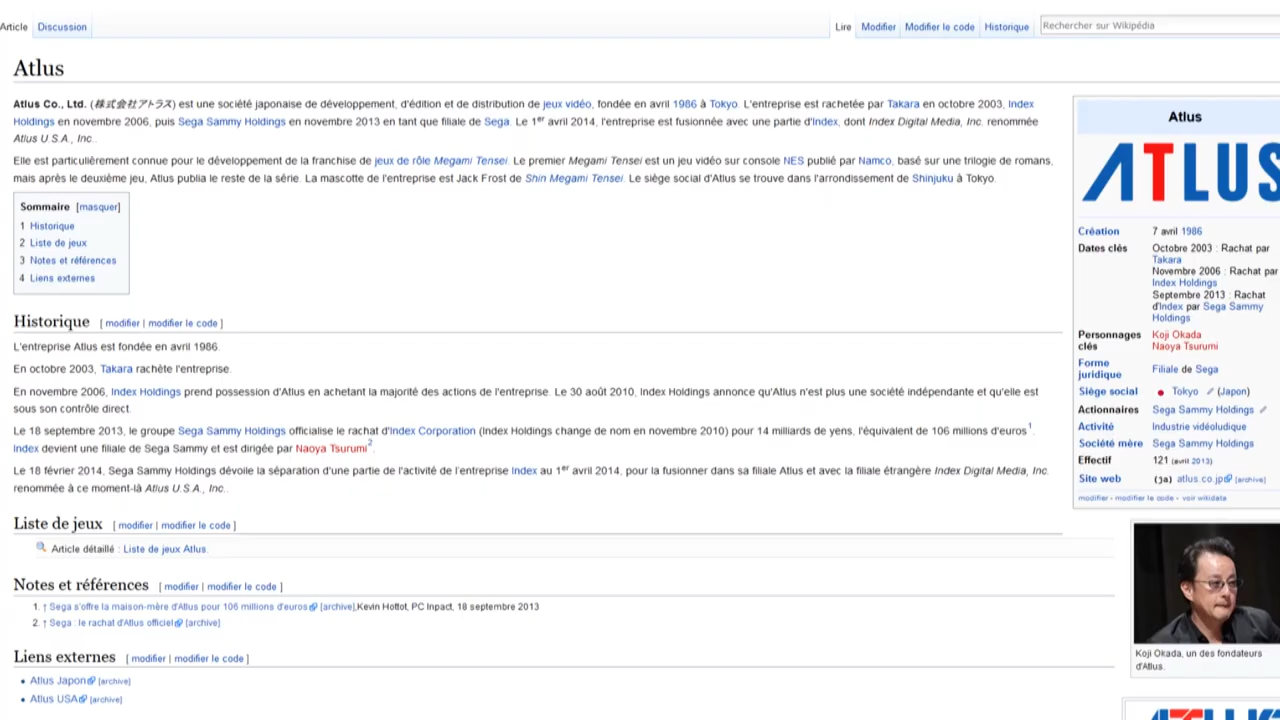 Article Discussion Lire Modifier Modifier le code Historique Rechercher sur Wikipédia
Atlus
Atlus Co., Ltd. (株式会社アトラス) est une société japonaise de développement, d'édition et de distribution de jeux vidéo, fondée en avril 1986 à Tokyo. L'entreprise est rachetée par Takara en octobre 2003, Index
Holdings en novembre 2006, puis Sega Sammy Holdings en novembre 2013 en tant que filiale de Sega. Le 1er avril 2014, l'entreprise est fusionnée avec une partie d'Index, dont Index Digital Media, Inc. renommée
Atlus U.S.A., Inc..
Elle est particulièrement connue pour le développement de la franchise de jeux de rôle Megami Tensei. Le premier Megami Tensei est un jeu vidéo sur console NES publié par Namco, basé sur une trilogie de romans,
mais après le deuxième jeu, Atlus publia le reste de la série. La mascotte de l'entreprise est Jack Frost de Shin Megami Tensei. Le siège social d'Atlus se trouve dans l'arrondissement de Shinjuku à Tokyo.
Sommaire [masquer]
1 Historique
2 Liste de jeux
3 Notes et références
4 Liens externes
Historique [ modifier | modifier le code ]
L'entreprise Atlus est fondée en avril 1986.
En octobre 2003, Takara rachète l'entreprise.
En novembre 2006, Index Holdings prend possession d'Atlus en achetant la majorité des actions de l'entreprise. Le 30 août 2010, Index Holdings annonce qu'Atlus n'est plus une société indépendante et qu'elle est
sous son contrôle direct.
Le 18 septembre 2013, le groupe Sega Sammy Holdings officialise le rachat d'Index Corporation (Index Holdings change de nom en novembre 2010) pour 14 milliards de yens, l'équivalent de 106 millions d'euros1.
Index devient une filiale de Sega Sammy et est dirigée par Naoya Tsurumi2.
Le 18 février 2014, Sega Sammy Holdings dévoile la séparation d'une partie de l'activité de l'entreprise Index au 1er avril 2014, pour la fusionner dans sa filiale Atlus et avec la filiale étrangère Index Digital Media, Inc.
renommée à ce moment-là Atlus U.S.A., Inc..
Liste de jeux [ modifier | modifier le code ]
Article détaillé : Liste de jeux Atlus.
Notes et références [ modifier | modifier le code ]
1. ↑ Sega s'offre la maison-mère d'Atlus pour 106 millions d'euros [archive],Kevin Hottot, PC Inpact, 18 septembre 2013
2. ↑ Sega : le rachat d'Atlus officiel [archive]
Liens externes [ modifier | modifier le code ]
• Atlus Japon [archive]
• Atlus USA [archive]
Atlus
ATLUS
Création 7 avril 1986
Dates clés Octobre 2003 : Rachat par
Takara
Novembre 2006 : Rachat par
Index Holdings
Septembre 2013 : Rachat
d'Index par Sega Sammy
Holdings
Personnages clés Koji Okada
Naoya Tsurumi
Forme juridique Filiale de Sega
Siège social Tokyo (Japon)
Actionnaires Sega Sammy Holdings
Activité Industrie vidéoludique
Société mère Sega Sammy Holdings
Effectif 121 (avril 2013)
Site web (ja) atlus.co.jp [archive]
modifier - modifier le code - voir wikidata
Koji Okada, un des fondateurs
d'Atlus.